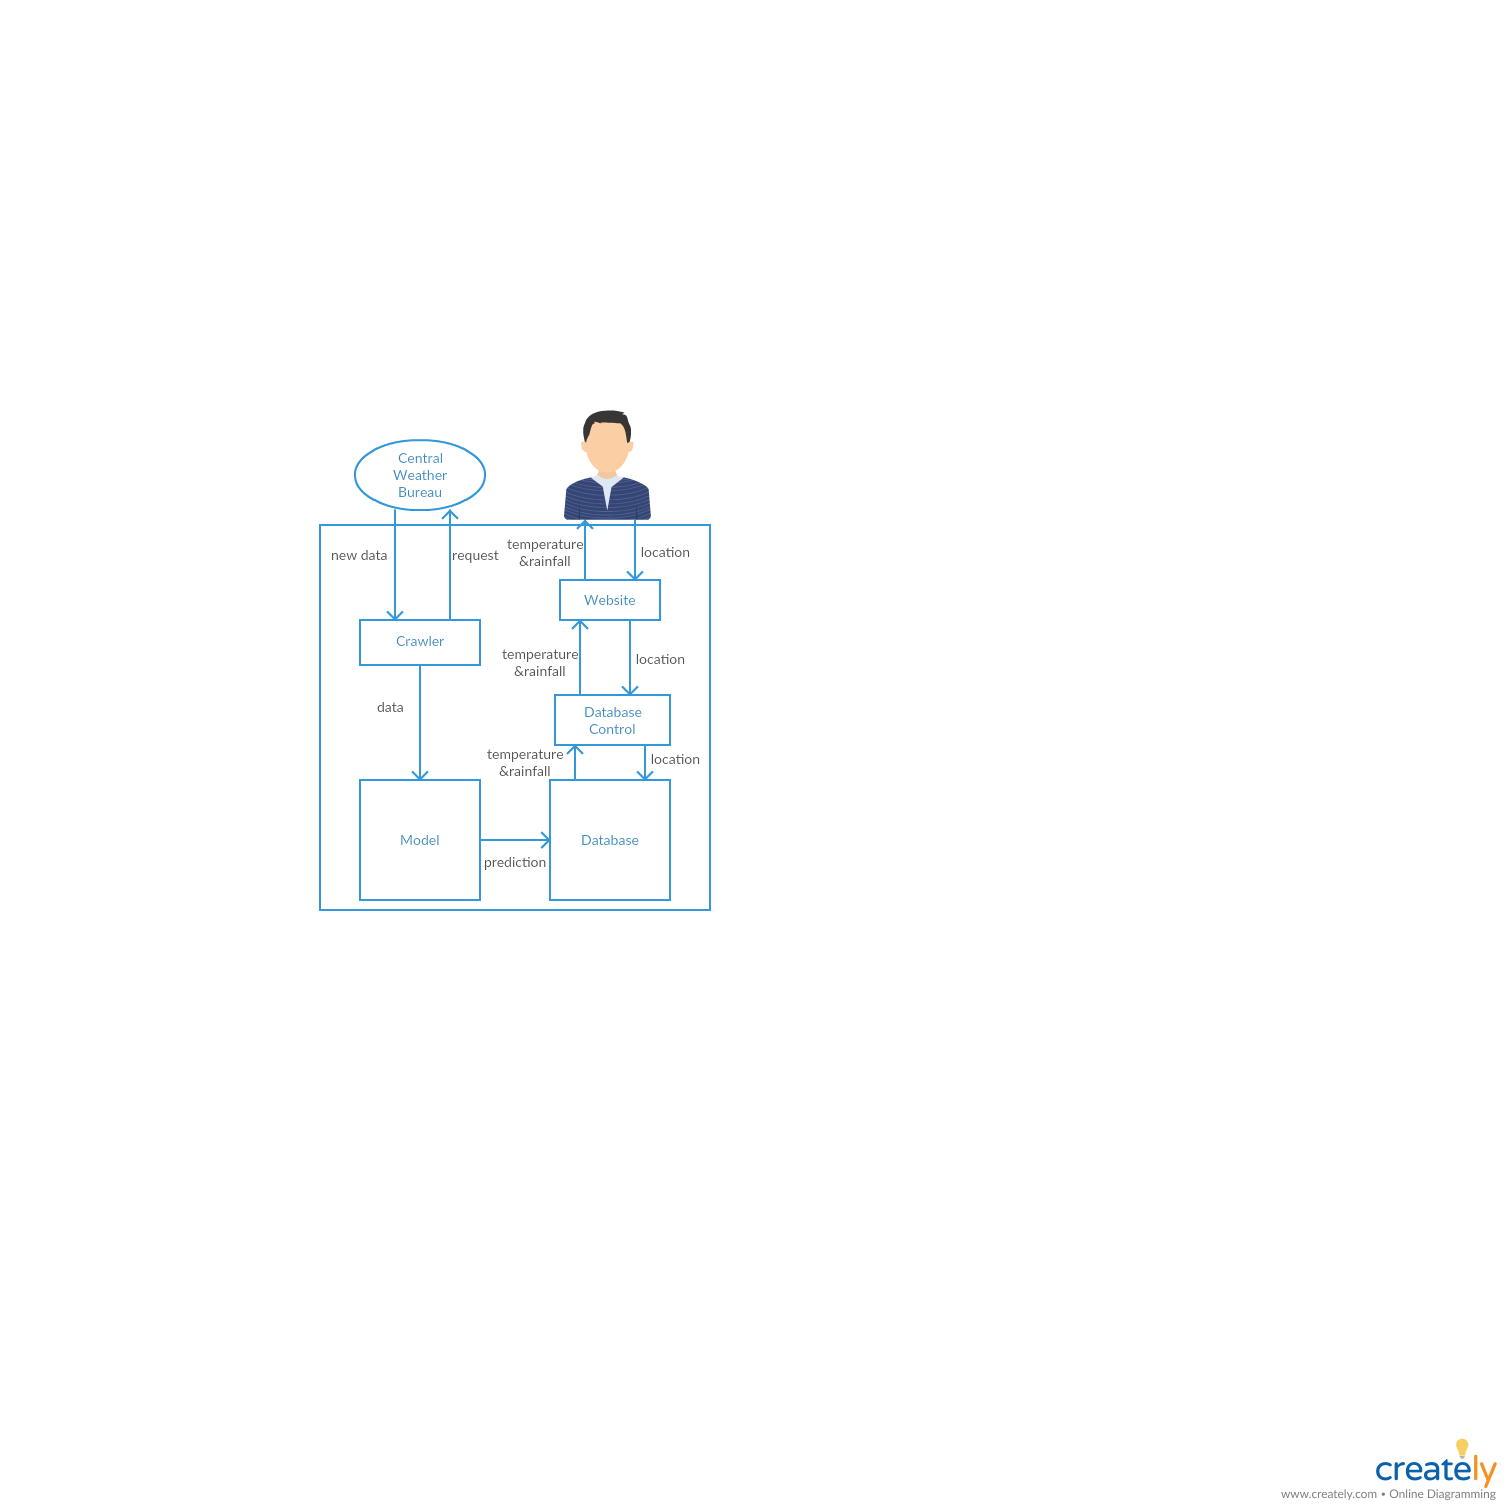 Central
Weather
Bureau
new data
request
temperature
&rainfall
location
Website
Crawler
temperature
&rainfall
location
data
Database
Control
temperature
&rainfall
location
Model
Database
prediction
creately
www.creately.com • Online Diagramming